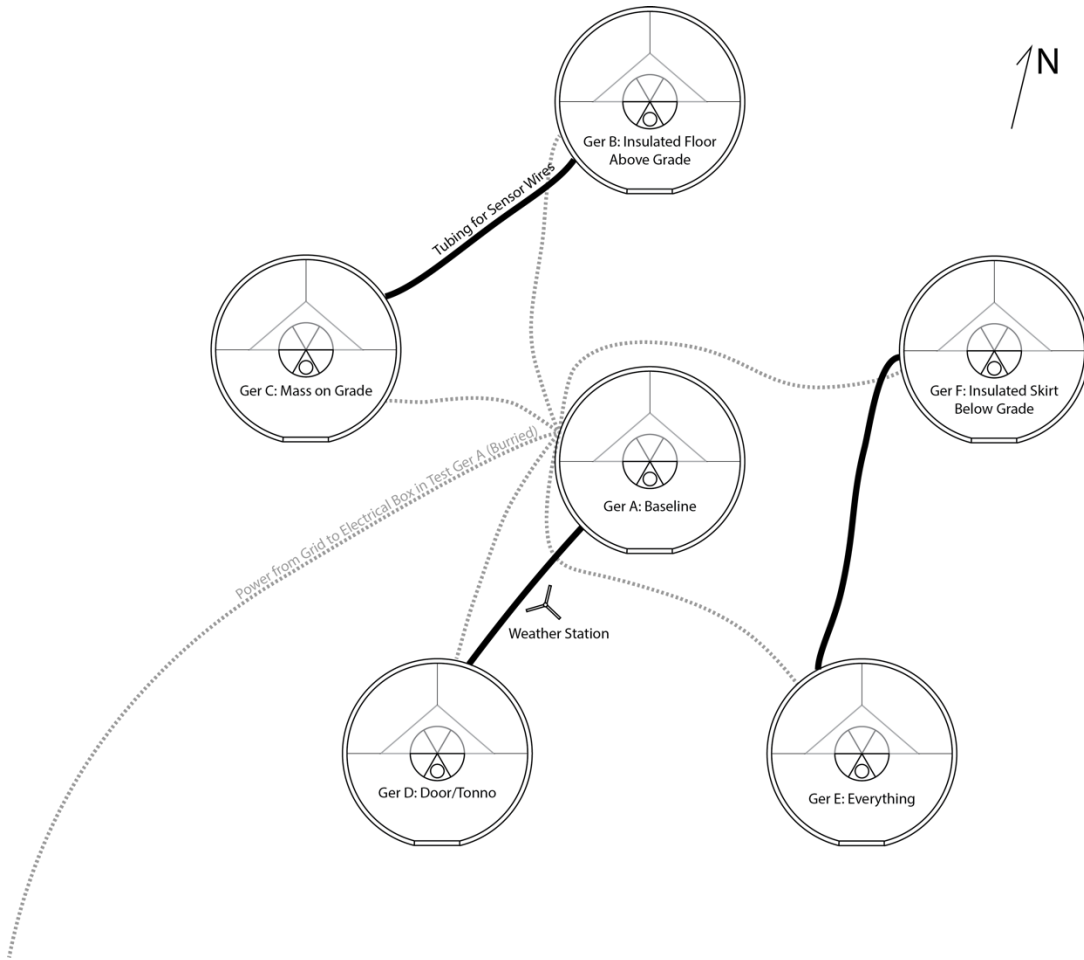 N
Ger B: Insulated Floor
Above Grade
Tubing for Sensor Wires
Ger C: Mass on Grade
Ger F: Insulated Skirt
Below Grade
Power from Grid to Electrical Box in Test Ger A (Burried)
Ger A: Baseline
Weather Station
Ger D: Door/Tonno
Ger E: Everything